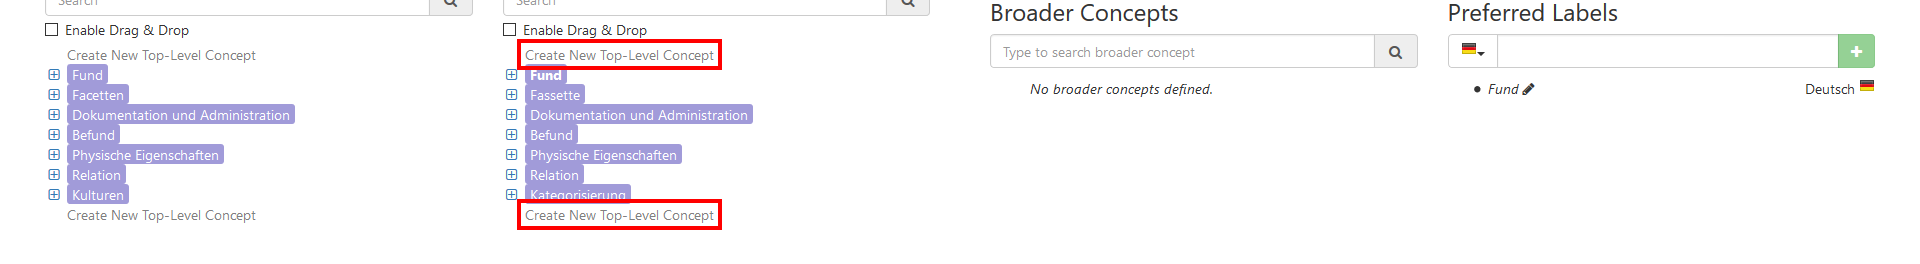 Search
Enable Drag & Drop
Create New Top-Level Concept
Fund
Facetten
Dokumentation und Administration
Befund
Physische Eigenschaften
Relation
Kulturen
Create New Top-Level Concept
Search
Enable Drag & Drop
Create New Top-Level Concept
Fund
Fassette
Dokumentation und Administration
Befund
Physische Eigenschaften
Relation
Kategorisierung
Create New Top-Level Concept
Broader Concepts
Type to search broader concept
No broader concepts defined.
Preferred Labels
Fund
Deutsch